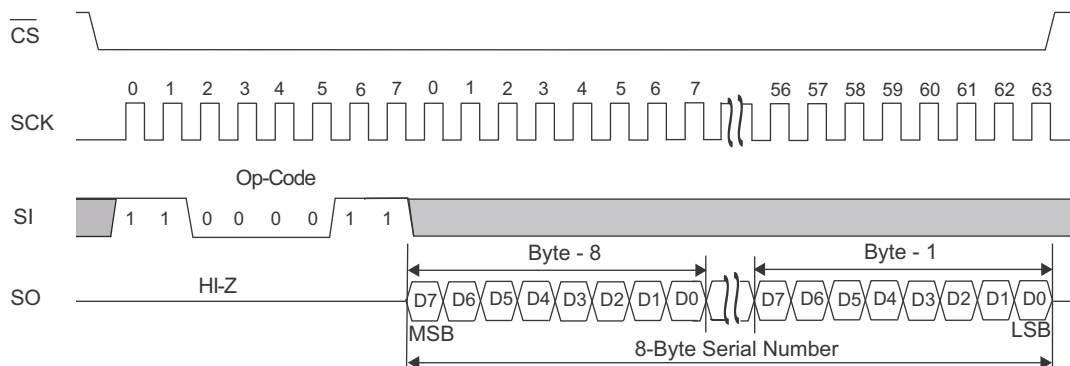 CS
0 1 2 3 4 5 6 7 0 1 2 3 4 5 6 7 56 57 58 59 60 61 62 63
SCK
Op-Code
SI 1 1 0 0 0 0 1 1
Byte - 8 Byte - 1
HI-Z
SO D7 D6 D5 D4 D3 D2 D1 D0 D7 D6 D5 D4 D3 D2 D1 D0
MSB LSB
8-Byte Serial Number